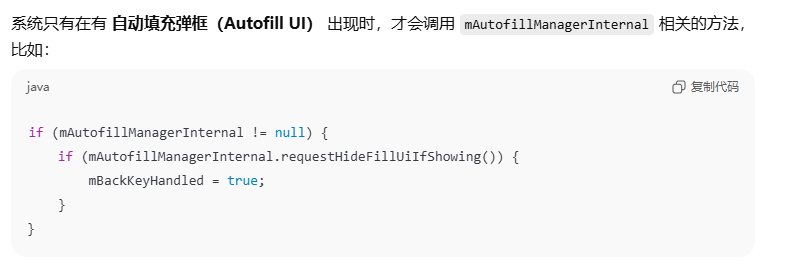 系统只有在有 自动填充弹框（Autofill UI） 出现时，才会调用 mAutofillManagerInternal 相关的方法，
比如：
java 复制代码
if (mAutofillManagerInternal != null) {
    if (mAutofillManagerInternal.requestHideFillUiIfShowing()) {
        mBackKeyHandled = true;
    }
}